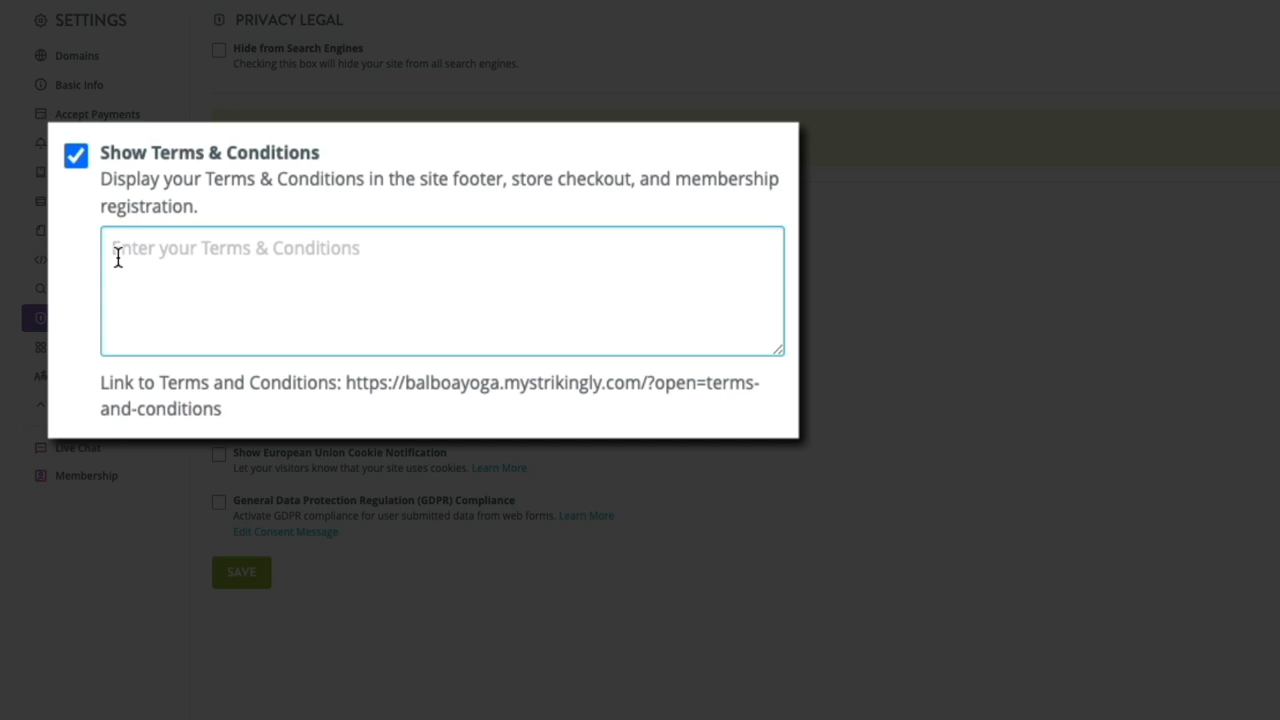 SETTINGS
Domains
Basic Info
Accept Payments
Live Chat
Membership
PRIVACY LEGAL
Hide from Search Engines
Checking this box will hide your site from all search engines.
Show Terms & Conditions
Display your Terms & Conditions in the site footer, store checkout, and membership
registration.
Enter your Terms & Conditions
Link to Terms and Conditions: https://balboayoga.mystrikingly.com/?open=terms-
and-conditions
Show European Union Cookie Notification
Let your visitors know that your site uses cookies. Learn More
General Data Protection Regulation (GDPR) Compliance
Activate GDPR compliance for user submitted data from web forms. Learn More
Edit Consent Message
SAVE